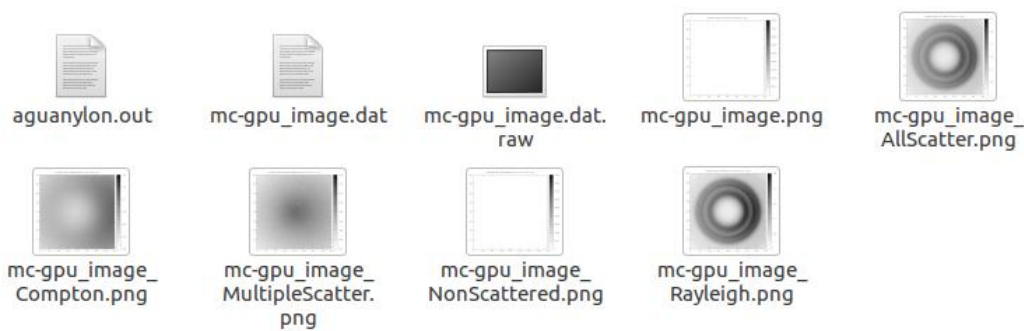 aguanylon.out
mc-gpu_image.dat
mc-gpu_image.dat.
raw
mc-gpu_image.png
mc-gpu_image_
AllScatter.png
mc-gpu_image_
Compton.png
mc-gpu_image_
MultipleScatter.
png
mc-gpu_image_
NonScattered.png
mc-gpu_image_
Rayleigh.png